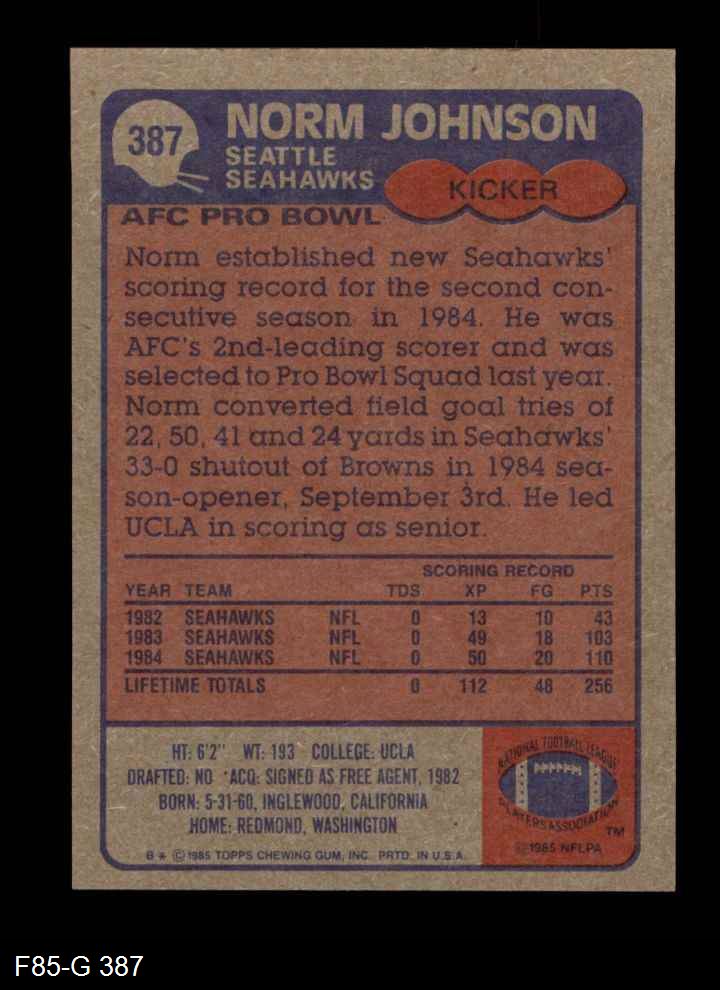 387
NORM JOHNSON
SEATTLE
SEAHAWKS
KICKER
AFC PRO BOWL
Norm established new Seahawks'
scoring record for the second con-
secutive season in 1984. He was
AFC's 2nd-leading scorer and was
selected to Pro Bowl Squad last year.
Norm converted field goal tries of
22, 50, 41 and 24 yards in Seahawks'
33-0 shutout of Browns in 1984 sea-
son-opener, September 3rd. He led
UCLA in scoring as senior.
SCORING RECORD
YEAR TEAM TDS XP FG PTS
1982 SEAHAWKS NFL 0 13 10 43
1983 SEAHAWKS NFL 0 49 18 103
1984 SEAHAWKS NFL 0 50 20 110
LIFETIME TOTALS 0 112 48 256
HT: 6'2" WT: 193 COLLEGE: UCLA
DRAFTED: NO *ACQ: SIGNED AS FREE AGENT, 1982
BORN: 5-31-60, INGLEWOOD, CALIFORNIA
HOME: REDMOND, WASHINGTON
B* © 1985 TOPPS CHEWING GUM, INC. PRTD. IN U.S.A.
NATIONAL FOOTBALL LEAGUE
PLAYERS ASSOCIATION
TM
© 1985 NFLPA
F85-G 387